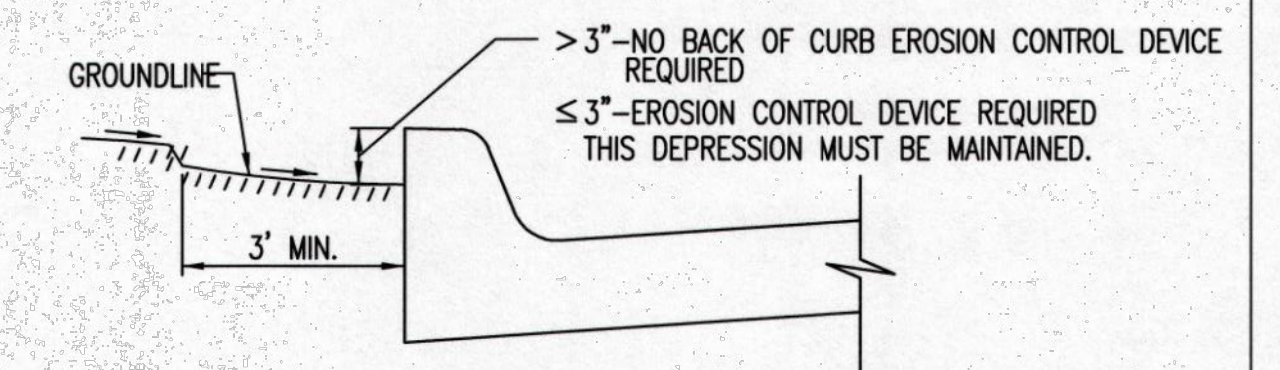 > 3”–NO BACK OF CURB EROSION CONTROL DEVICE
REQUIRED
GROUNDLINE
≤ 3”–EROSION CONTROL DEVICE REQUIRED
THIS DEPRESSION MUST BE MAINTAINED.
3' MIN.